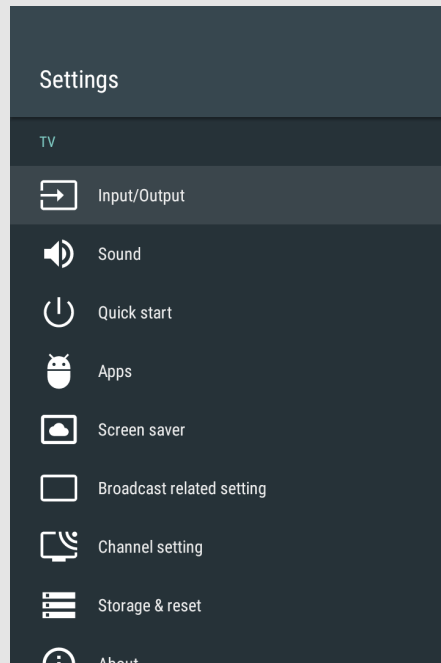 Settings
TV
Input/Output
Sound
Quick start
Apps
Screen saver
Broadcast related setting
Channel setting
Storage & reset
About